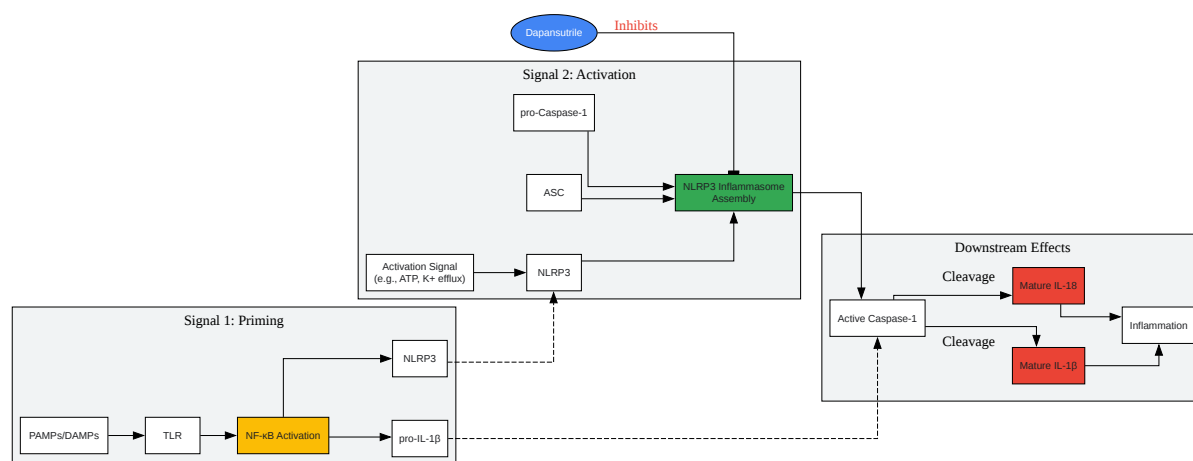 Dapansutrile
Inhibits
Signal 2: Activation
pro-Caspase-1
ASC
NLRP3 Inflammasome
Assembly
Activation Signal
(e.g., ATP, K+ efflux)
NLRP3
Downstream Effects
Cleavage
Mature IL-18
Active Caspase-1
Inflammation
Cleavage
Mature IL-1β
Signal 1: Priming
NLRP3
PAMPs/DAMPs
TLR
NF-κB Activation
pro-IL-1β